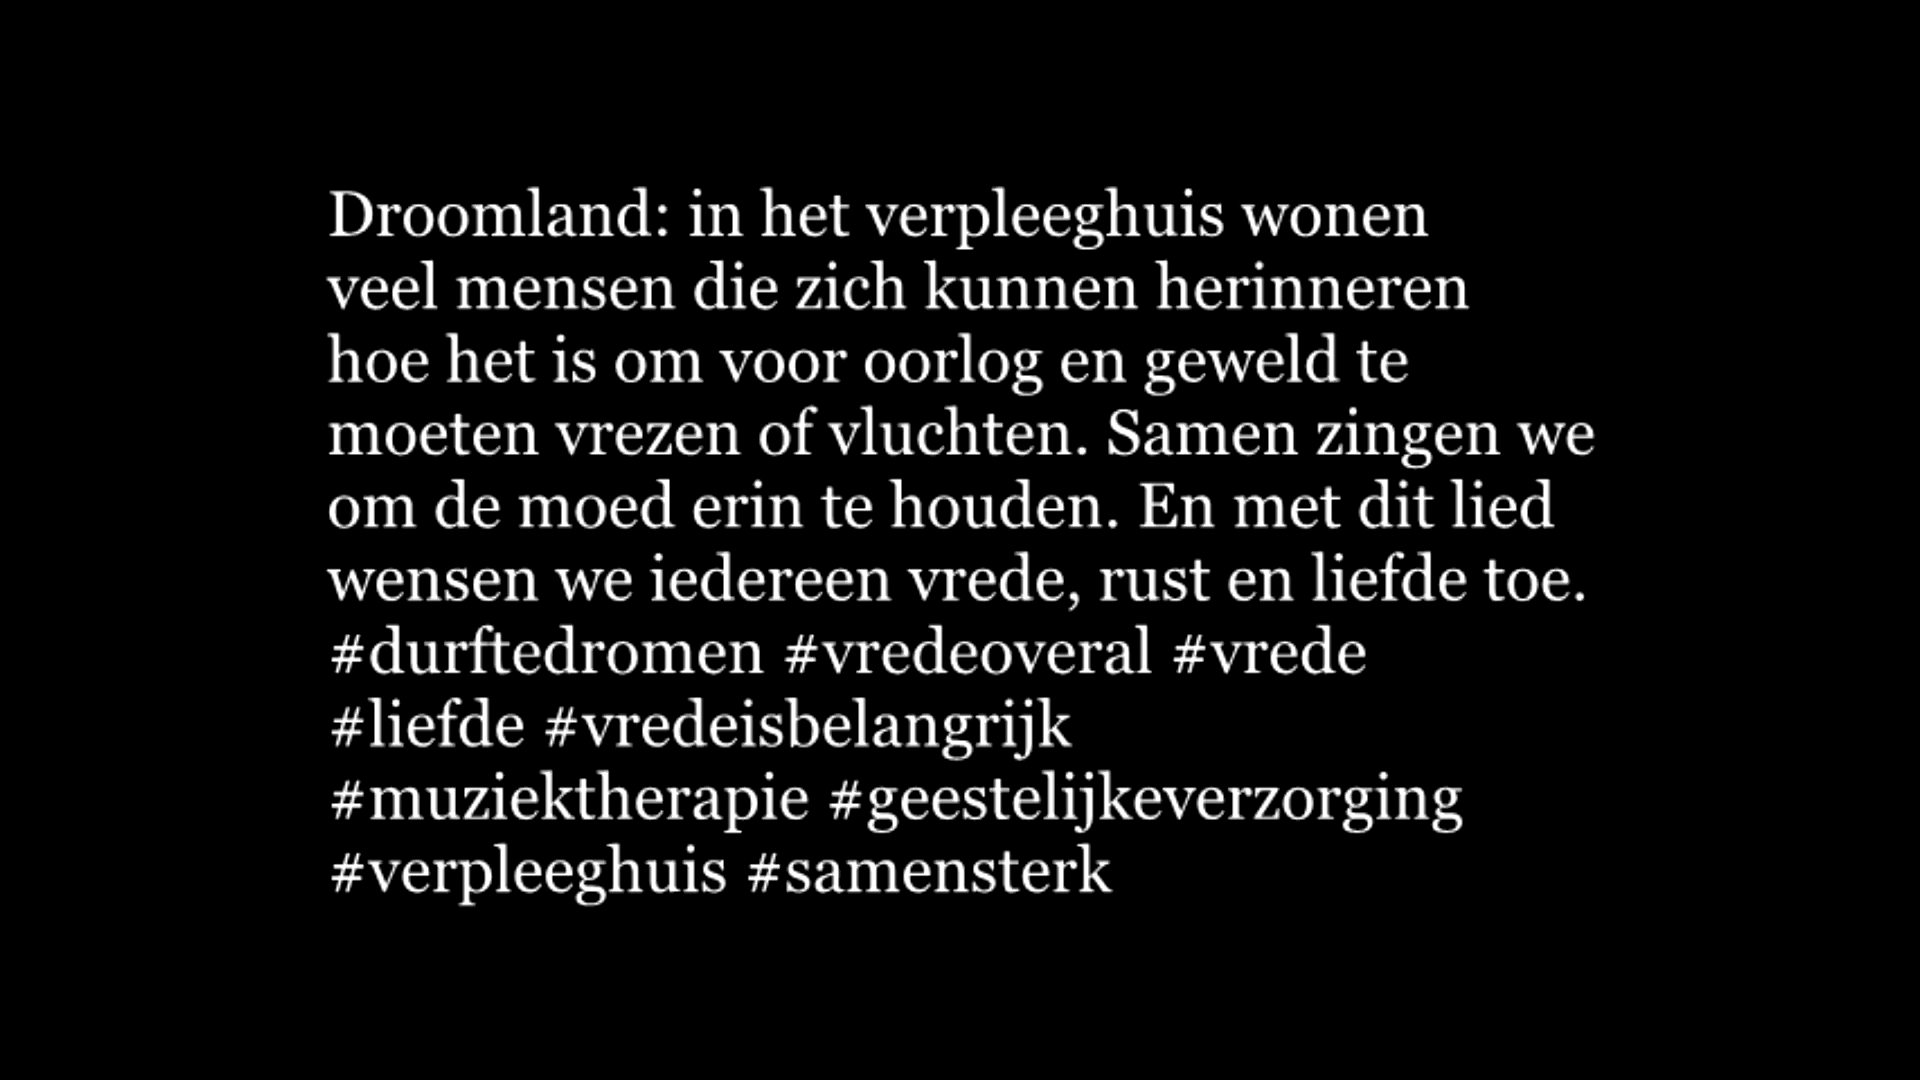 Droomland: in het verpleeghuis wonen
veel mensen die zich kunnen herinneren
hoe het is om voor oorlog en geweld te
moeten vrezen of vluchten. Samen zingen we
om de moed erin te houden. En met dit lied
wensen we iedereen vrede, rust en liefde toe.
#durftedromen #vredeoveral #vrede
#liefde #vredeisbelangrijk
#muziektherapie #geestelijkeverzorging
#verpleeghuis #samensterk